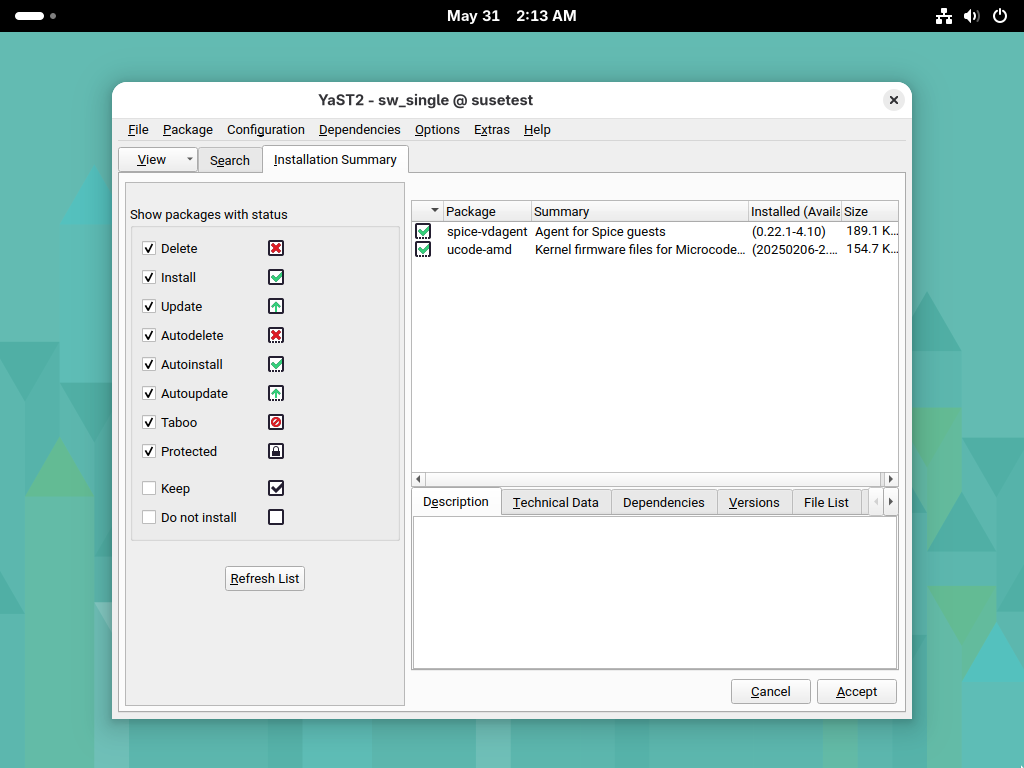 May 31 2:13 AM
YaST2 - sw_single @ susetest
File Package Configuration Dependencies Options Extras Help
View Search Installation Summary
Show packages with status
Delete
Install
Update
Autodelete
Autoinstall
Autoupdate
Taboo
Protected
Keep
Do not install
Refresh List
Package Summary Installed (Availa Size
spice-vdagent Agent for Spice guests (0.22.1-4.10) 189.1 K...
ucode-amd Kernel firmware files for Microcode... (20250206-2.... 154.7 K...
Description Technical Data Dependencies Versions File List
Cancel Accept